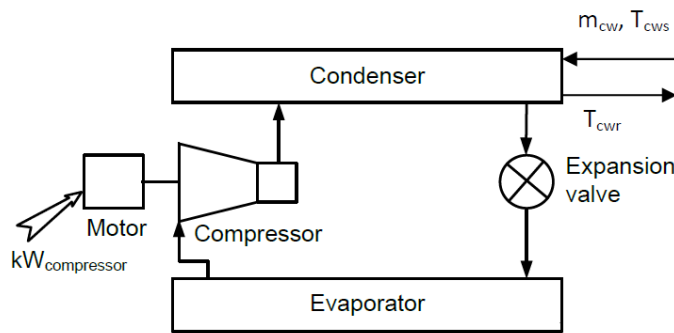 m_cw, T_cws
Condenser
T_cwr
Expansion
valve
Motor
Compressor
kW_compressor
Evaporator